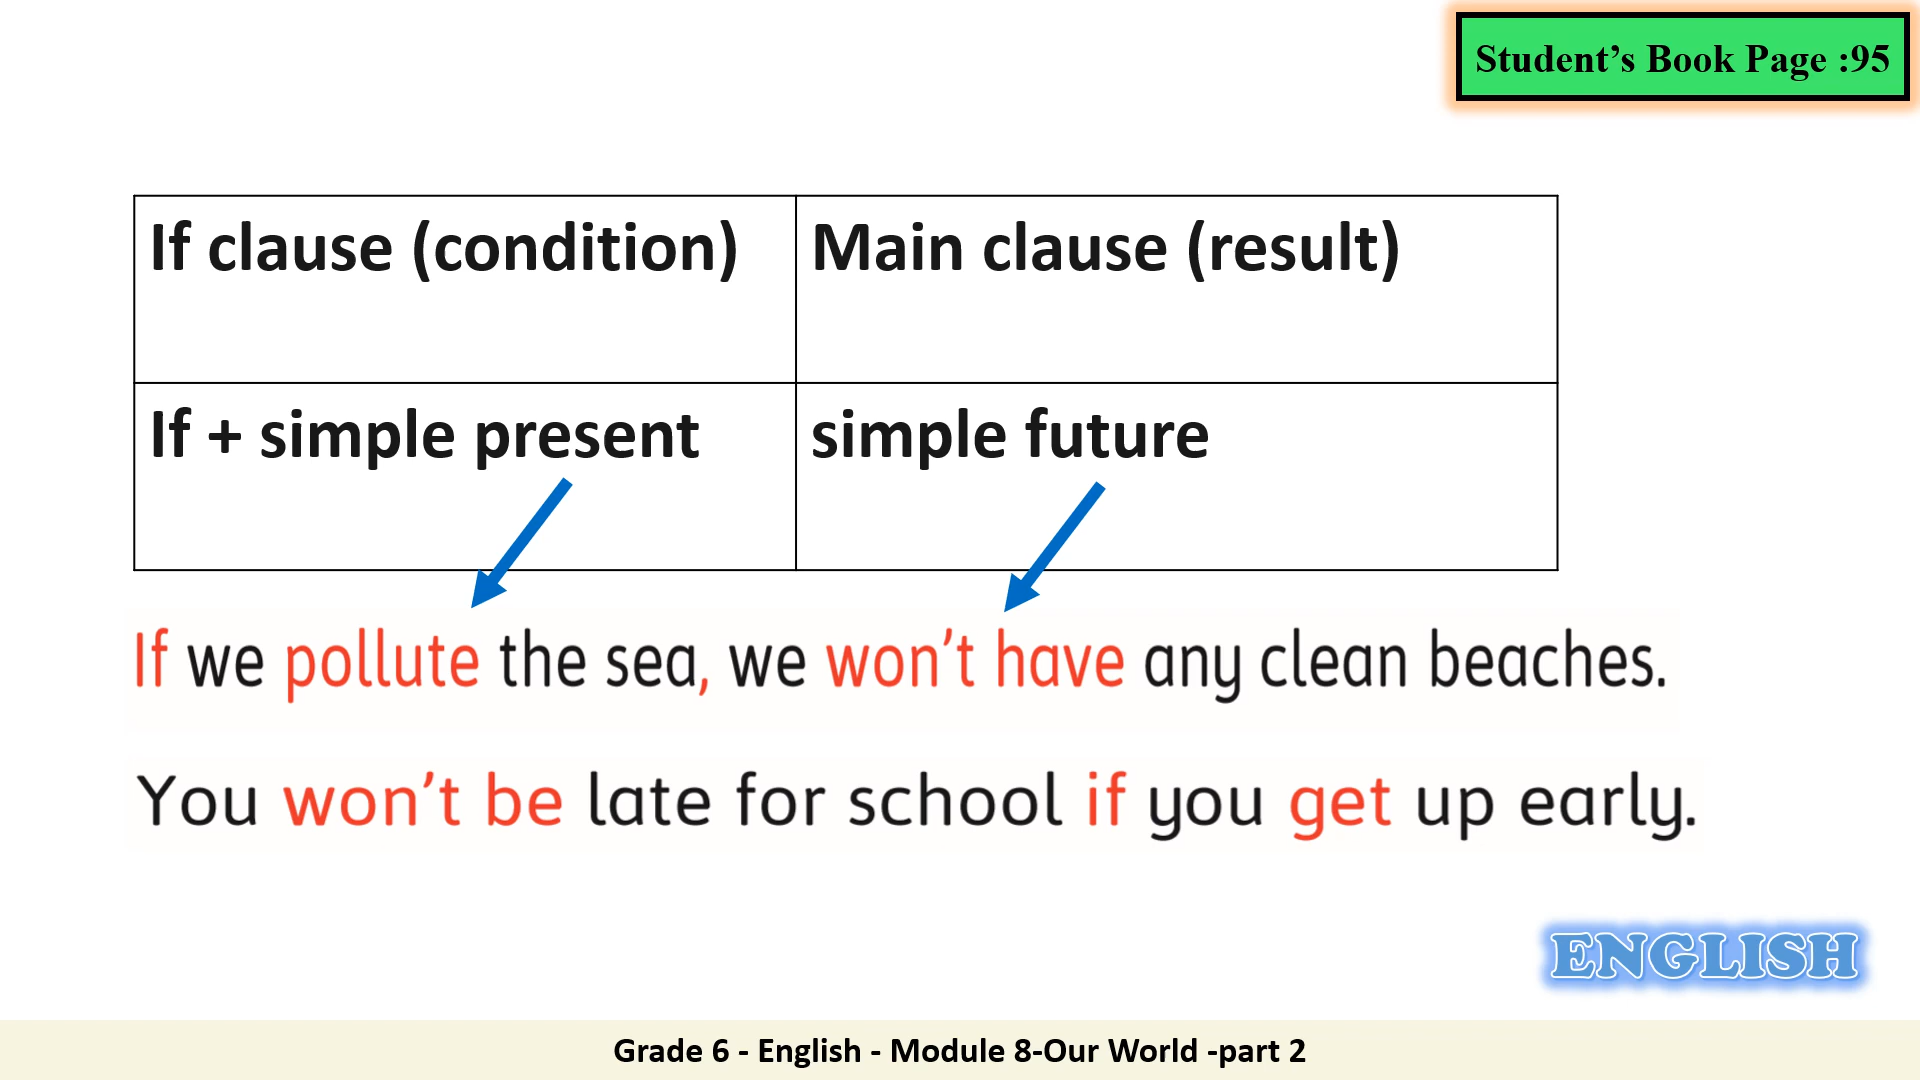 Student’s Book Page :95
If clause (condition)
Main clause (result)
If + simple present
simple future
If we pollute the sea, we won’t have any clean beaches.
You won’t be late for school if you get up early.
ENGLISH
Grade 6 - English - Module 8-Our World -part 2